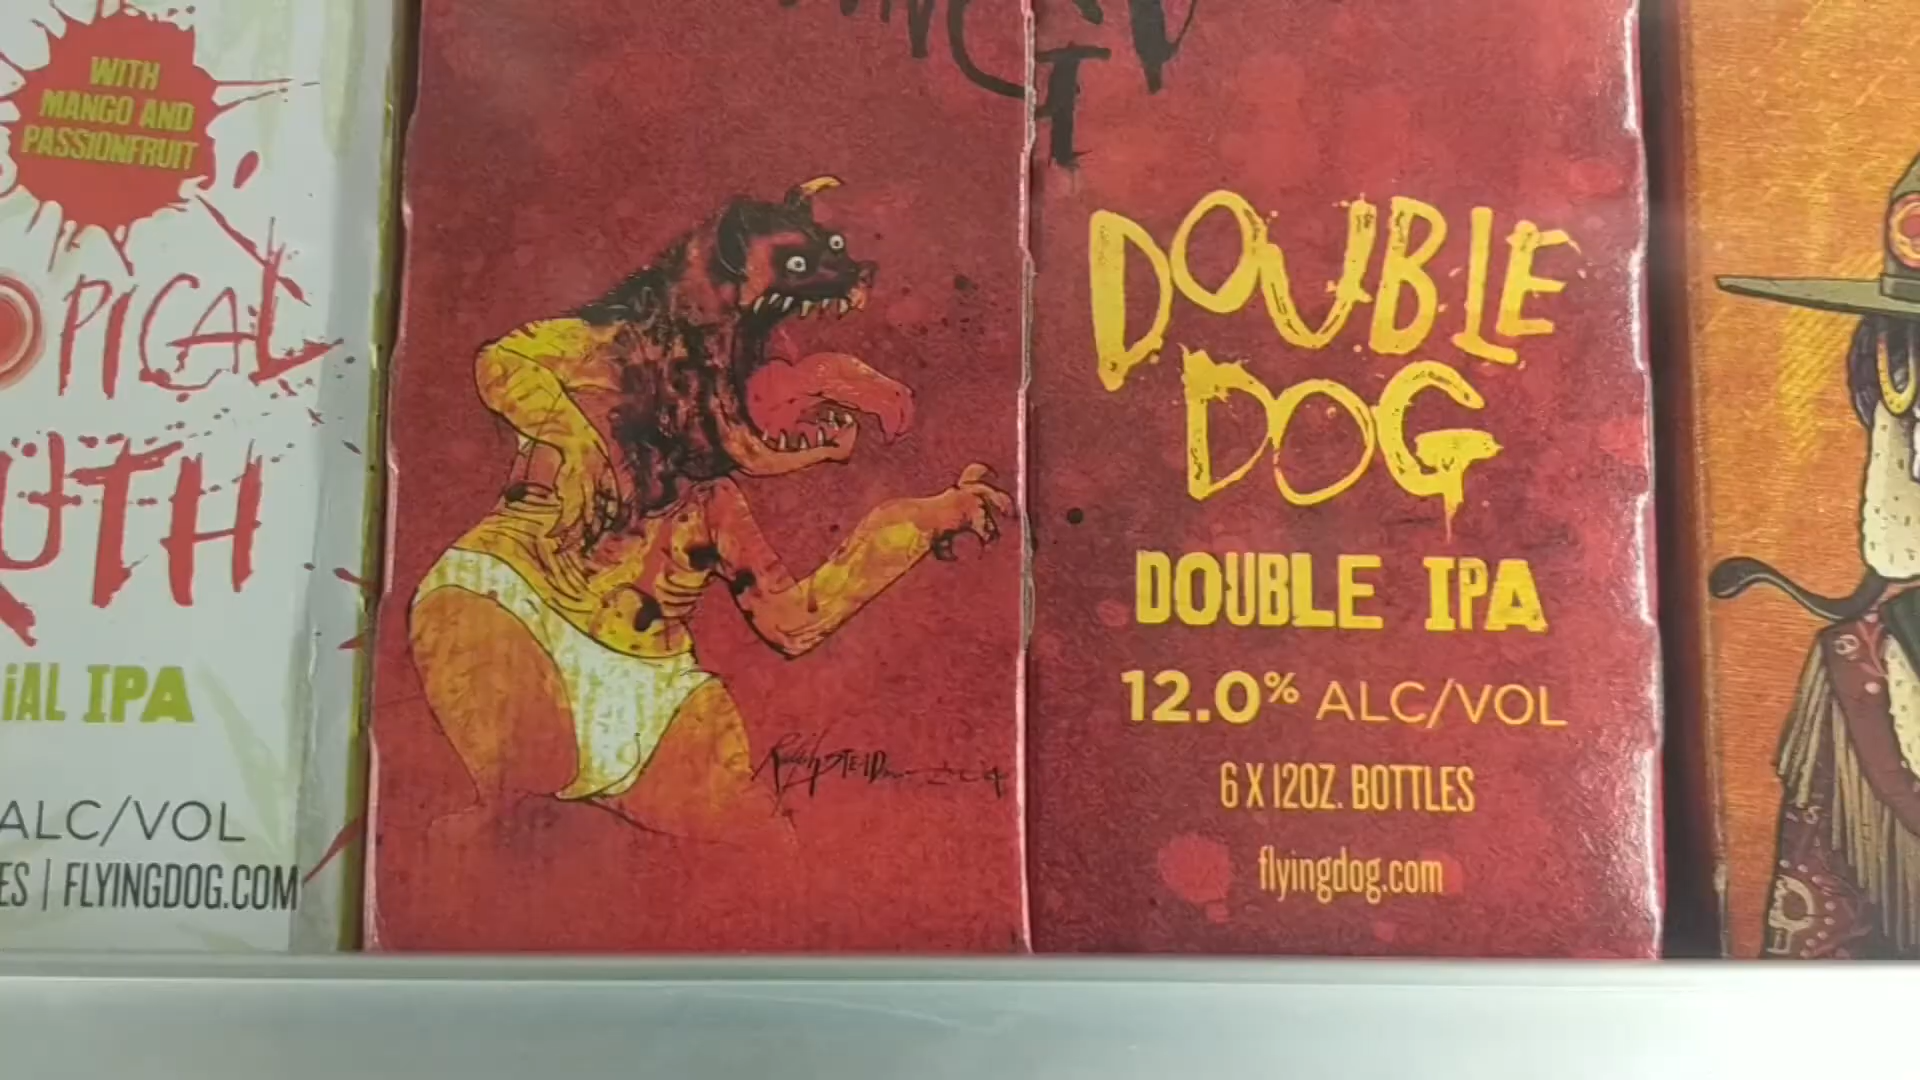 WITH
MANGO AND
PASSIONFRUIT
OPICAL
UTH
iAL IPA
ALC/VOL
ES | FLYINGDOG.COM
DOUBLE
DOG
DOUBLE IPA
12.0% ALC/VOL
6 X 12OZ. BOTTLES
flyingdog.com